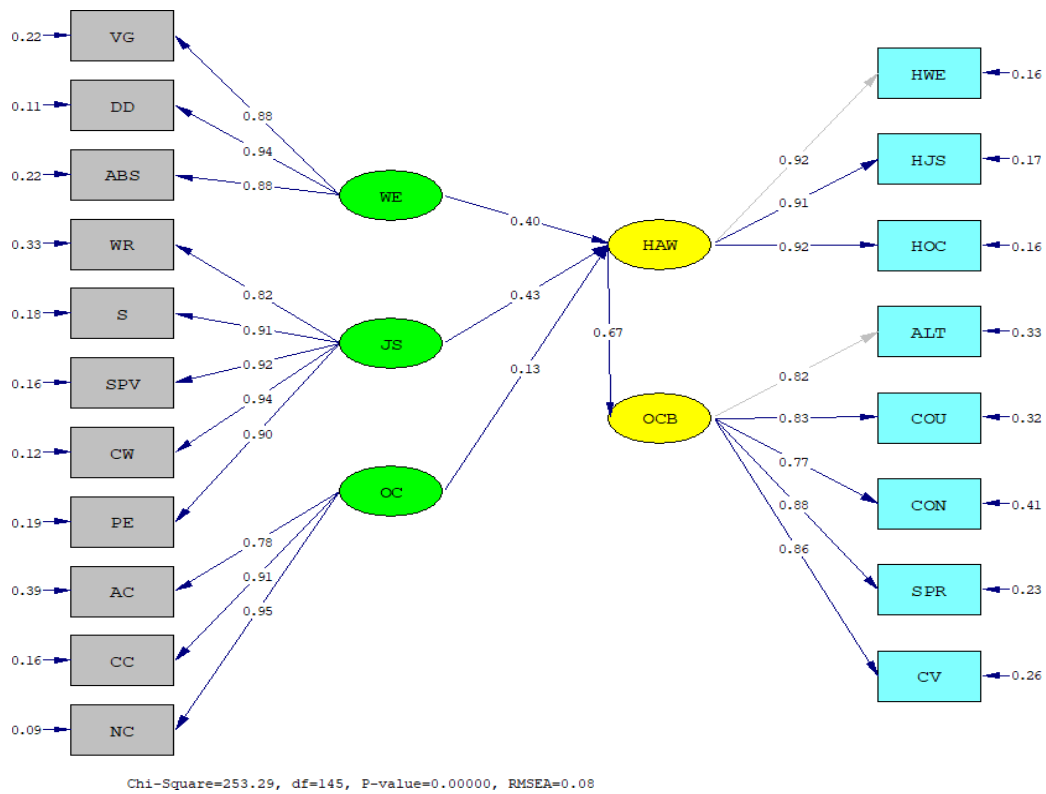 0.22 VG
0.11 DD
0.22 ABS
0.33 WR
0.18 S
0.16 SPV
0.12 CW
0.19 PE
0.39 AC
0.16 CC
0.09 NC
0.88
0.94
0.88
0.82
0.91
0.92
0.94
0.90
0.78
0.91
0.95
WE
JS
OC
0.40
0.43
0.13
HAW
0.67
OCB
0.92
0.91
0.92
0.82
0.83
0.77
0.88
0.86
HWE 0.16
HJS 0.17
HOC 0.16
ALT 0.33
COU 0.32
CON 0.41
SPR 0.23
CV 0.26
Chi-Square=253.29, df=145, P-value=0.00000, RMSEA=0.08